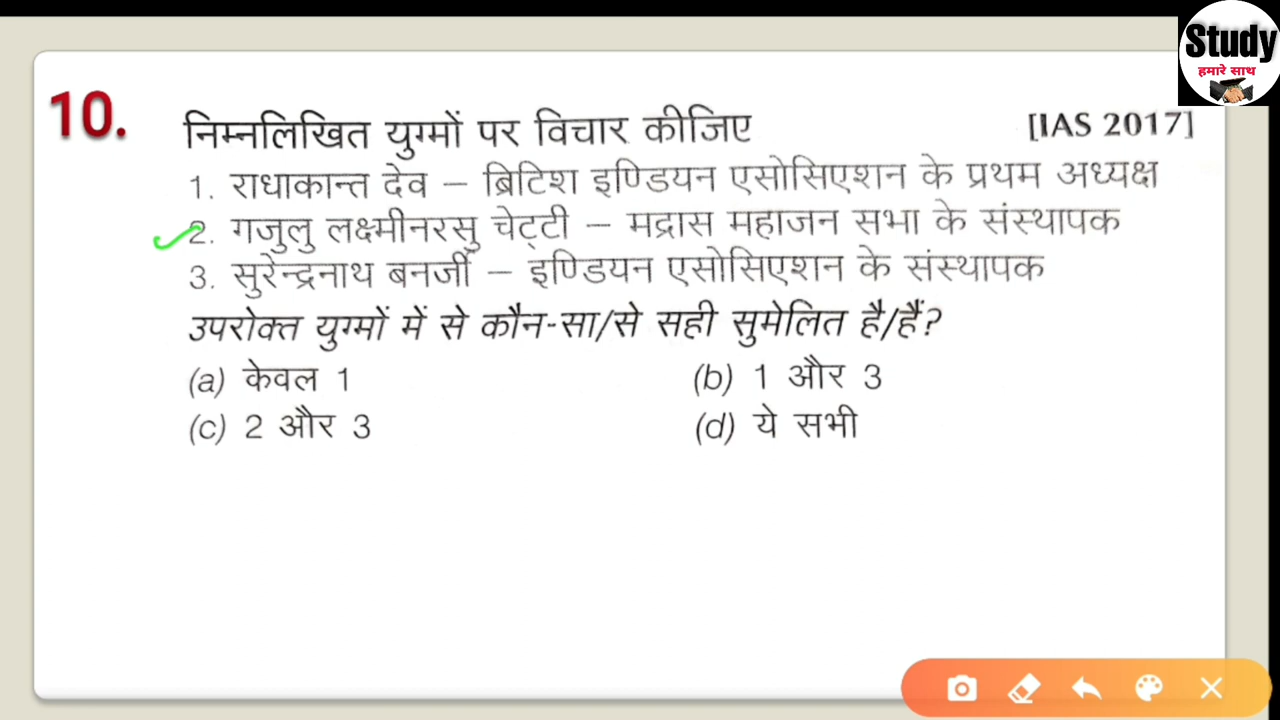 Study
हमारे साथ
10.
निम्नलिखित युग्मों पर विचार कीजिए [IAS 2017]
1. राधाकान्त देव – ब्रिटिश इण्डियन एसोसिएशन के प्रथम अध्यक्ष
2. गजुलु लक्ष्मीनरसु चेट्टी – मद्रास महाजन सभा के संस्थापक
3. सुरेन्द्रनाथ बनर्जी – इण्डियन एसोसिएशन के संस्थापक
उपरोक्त युग्मों में से कौन-सा/से सही सुमेलित है/हैं?
(a) केवल 1 (b) 1 और 3
(c) 2 और 3 (d) ये सभी